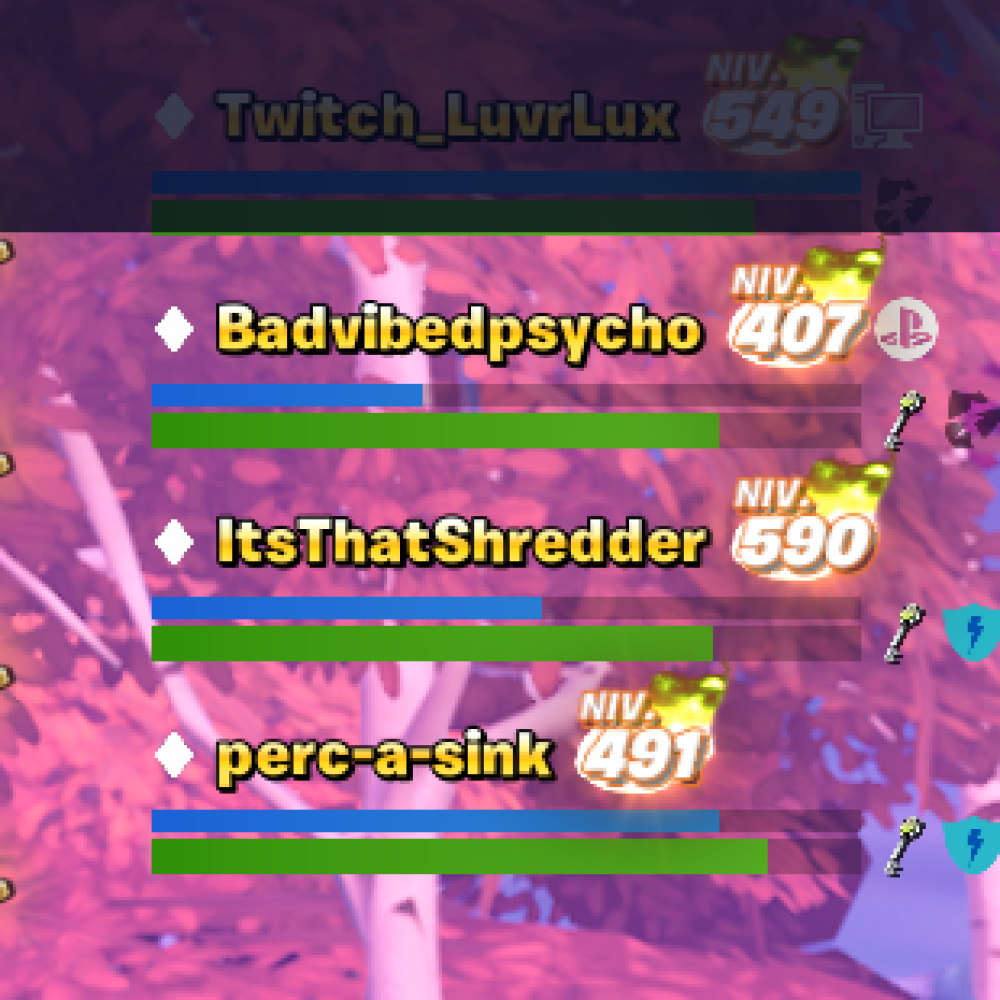 NIV.
Twitch_LuvrLux 549
NIV.
Badvibedpsycho 407
NIV.
ItsThatShredder 590
NIV.
perc-a-sink 491